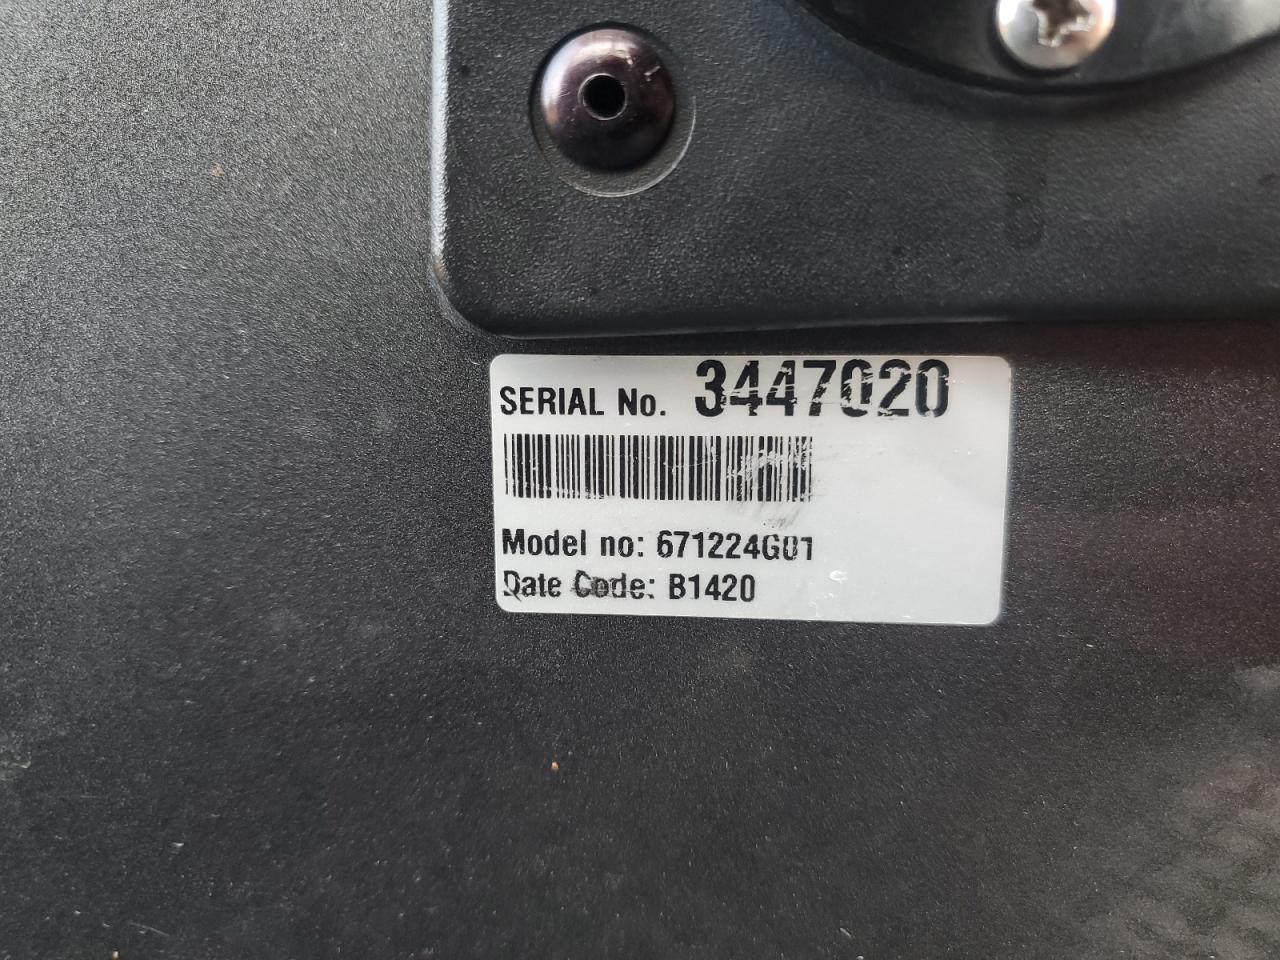 SERIAL No. 3447020
Model no: 671224G01
Date Code: B1420